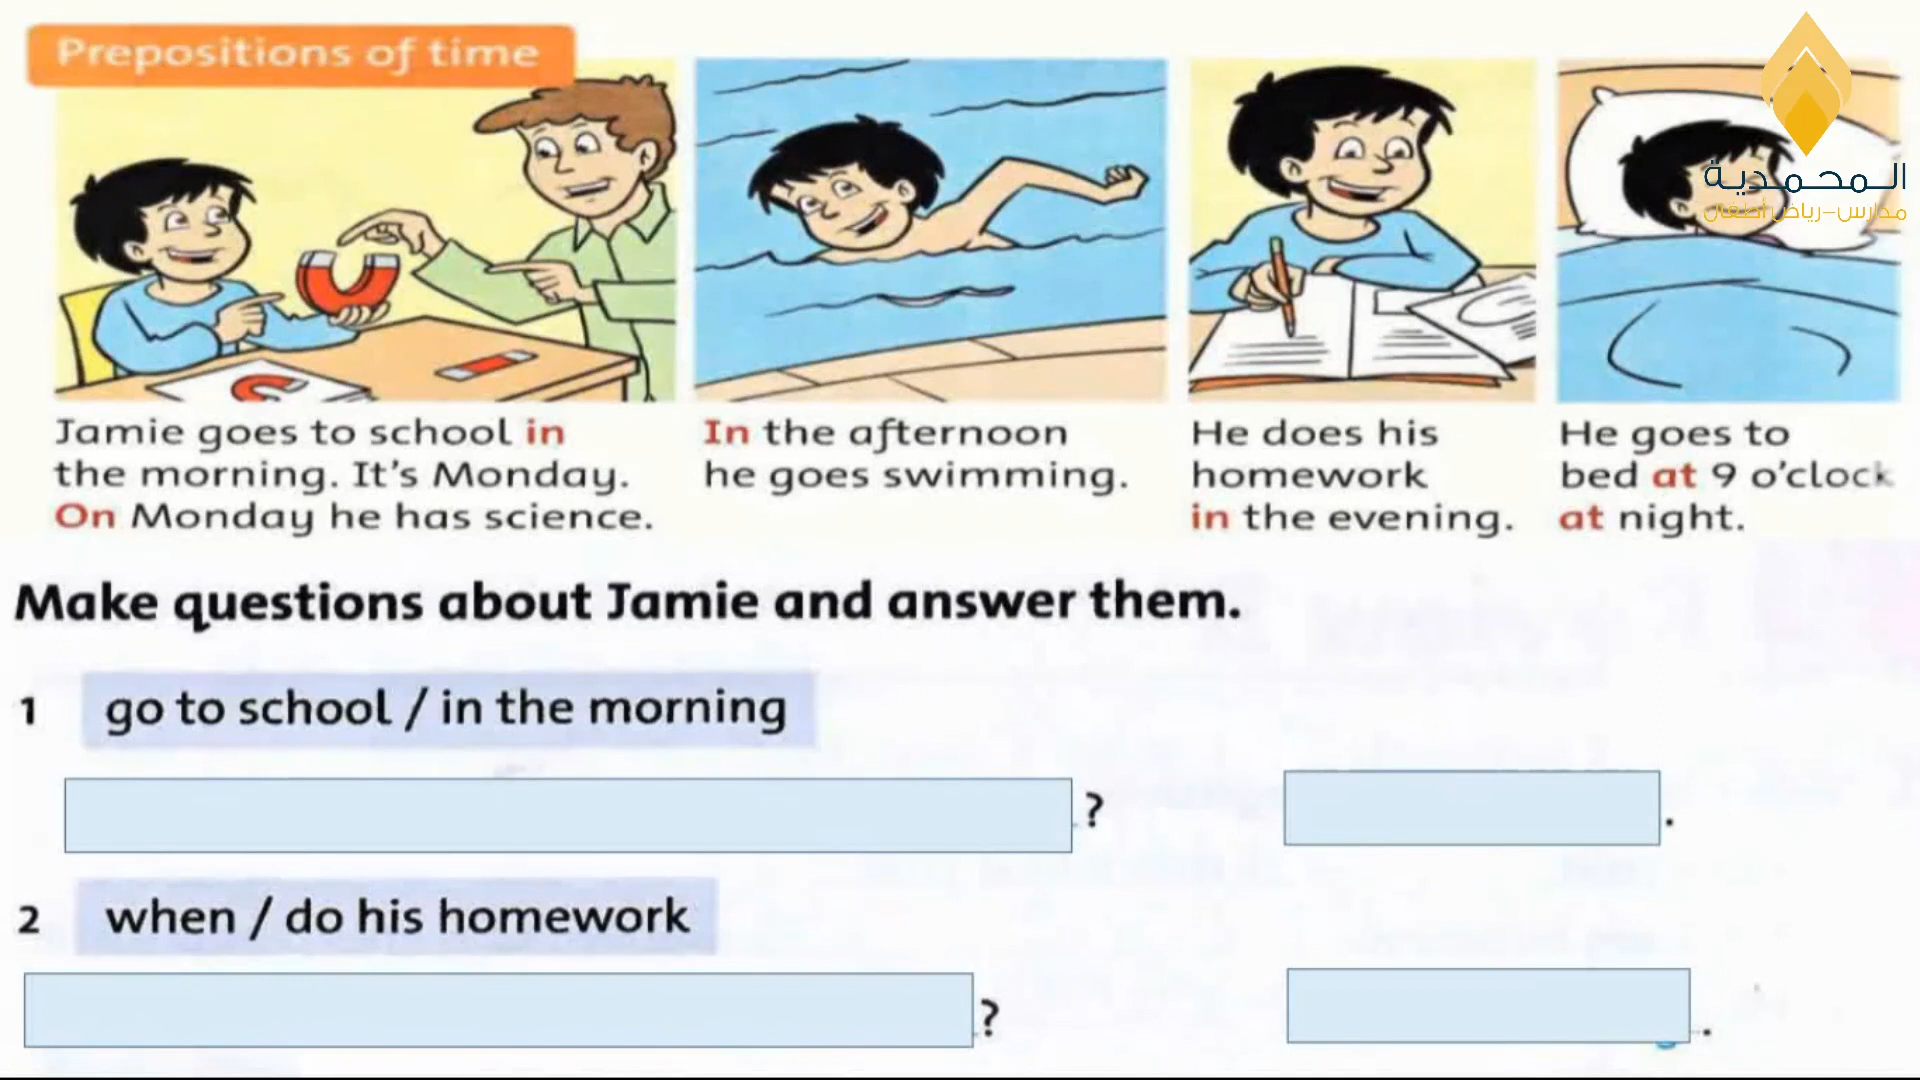 Prepositions of time
المحمدية
مدارس-رياض أطفال
Jamie goes to school in
the morning. It's Monday.
On Monday he has science.
In the afternoon
he goes swimming.
He does his
homework
in the evening.
He goes to
bed at 9 o'clock
at night.
Make questions about Jamie and answer them.
1 go to school / in the morning
? .
2 when / do his homework
? .